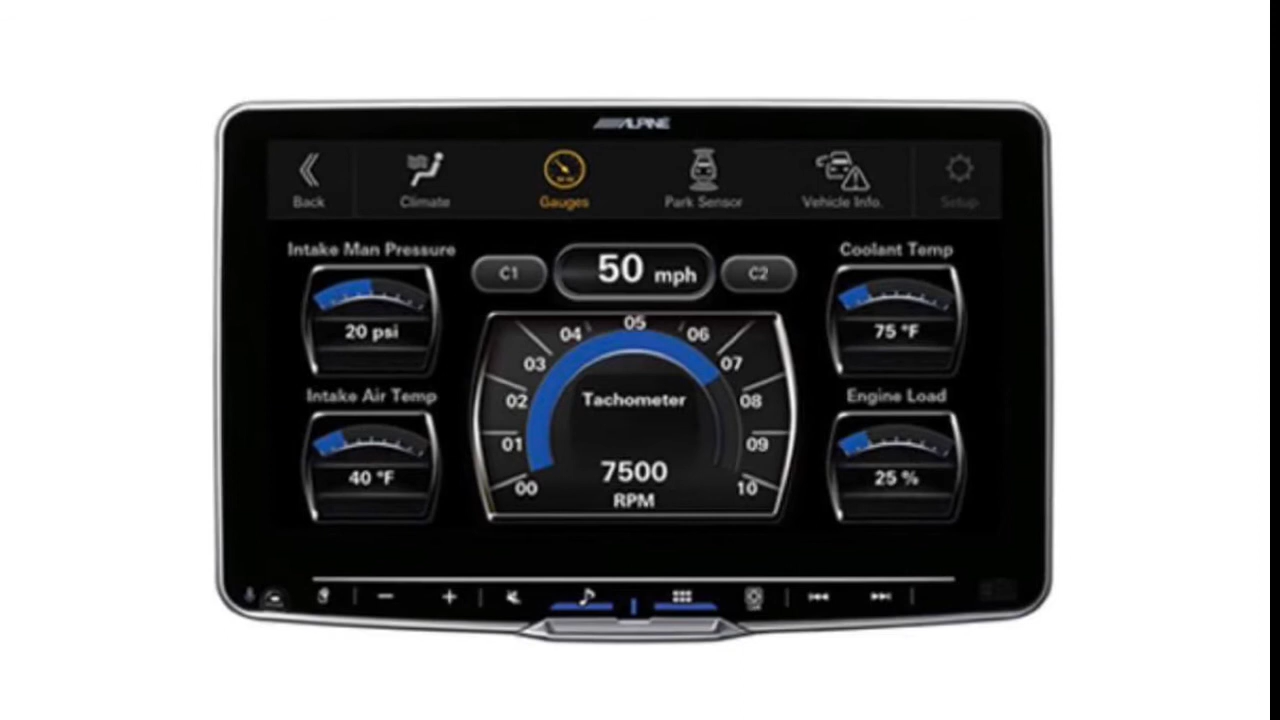 ALPINE
Back
Climate
Gauges
Park Sensor
Vehicle Info.
Setup
Intake Man Pressure
20 psi
C1
50 mph
C2
Coolant Temp
75 °F
Intake Air Temp
40 °F
00
01
02
03
04
05
06
07
08
09
10
Tachometer
7500
RPM
Engine Load
25 %